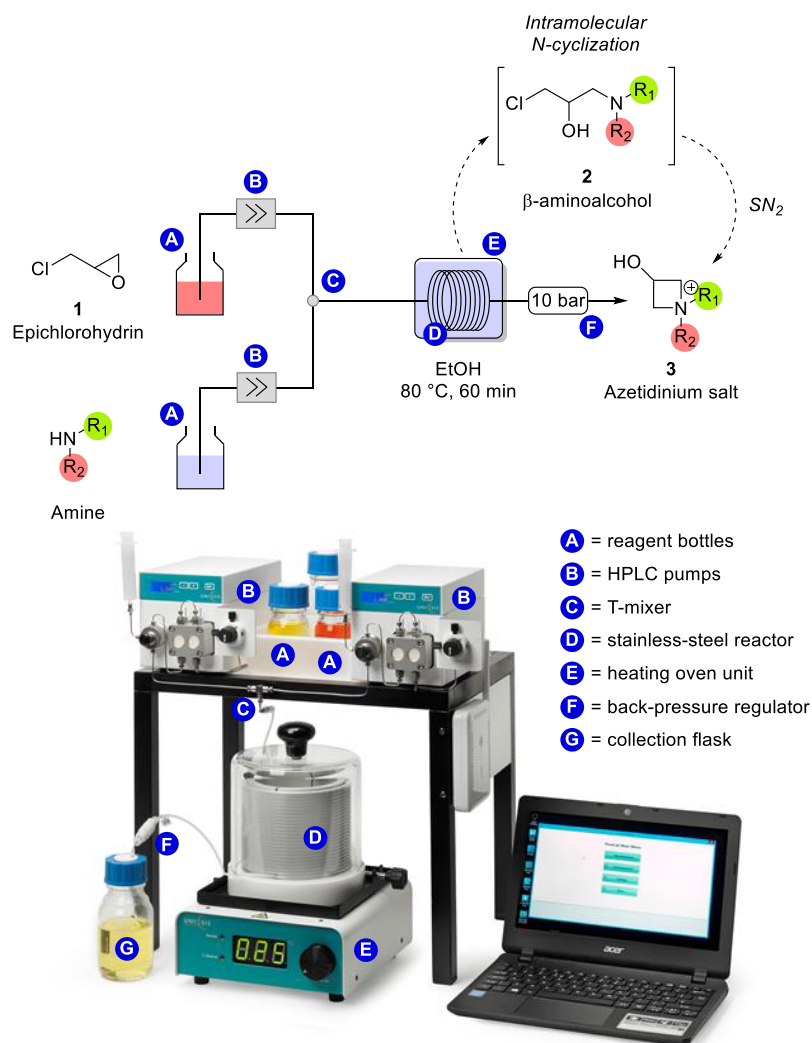 Intramolecular
N-cyclization
Cl
N
R1
OH
R2
2
β-aminoalcohol
SN2
B
A
E
Cl
O
1
Epichlorohydrin
C
D
10 bar
F
HO
N
⊕
R1
R2
3
Azetidinium salt
EtOH
80 °C, 60 min
B
A
HN
R1
R2
Amine
A = reagent bottles
B = HPLC pumps
C = T-mixer
D = stainless-steel reactor
E = heating oven unit
F = back-pressure regulator
G = collection flask
B
B
A
A
C
D
F
G
UNIQSIS
E
acer